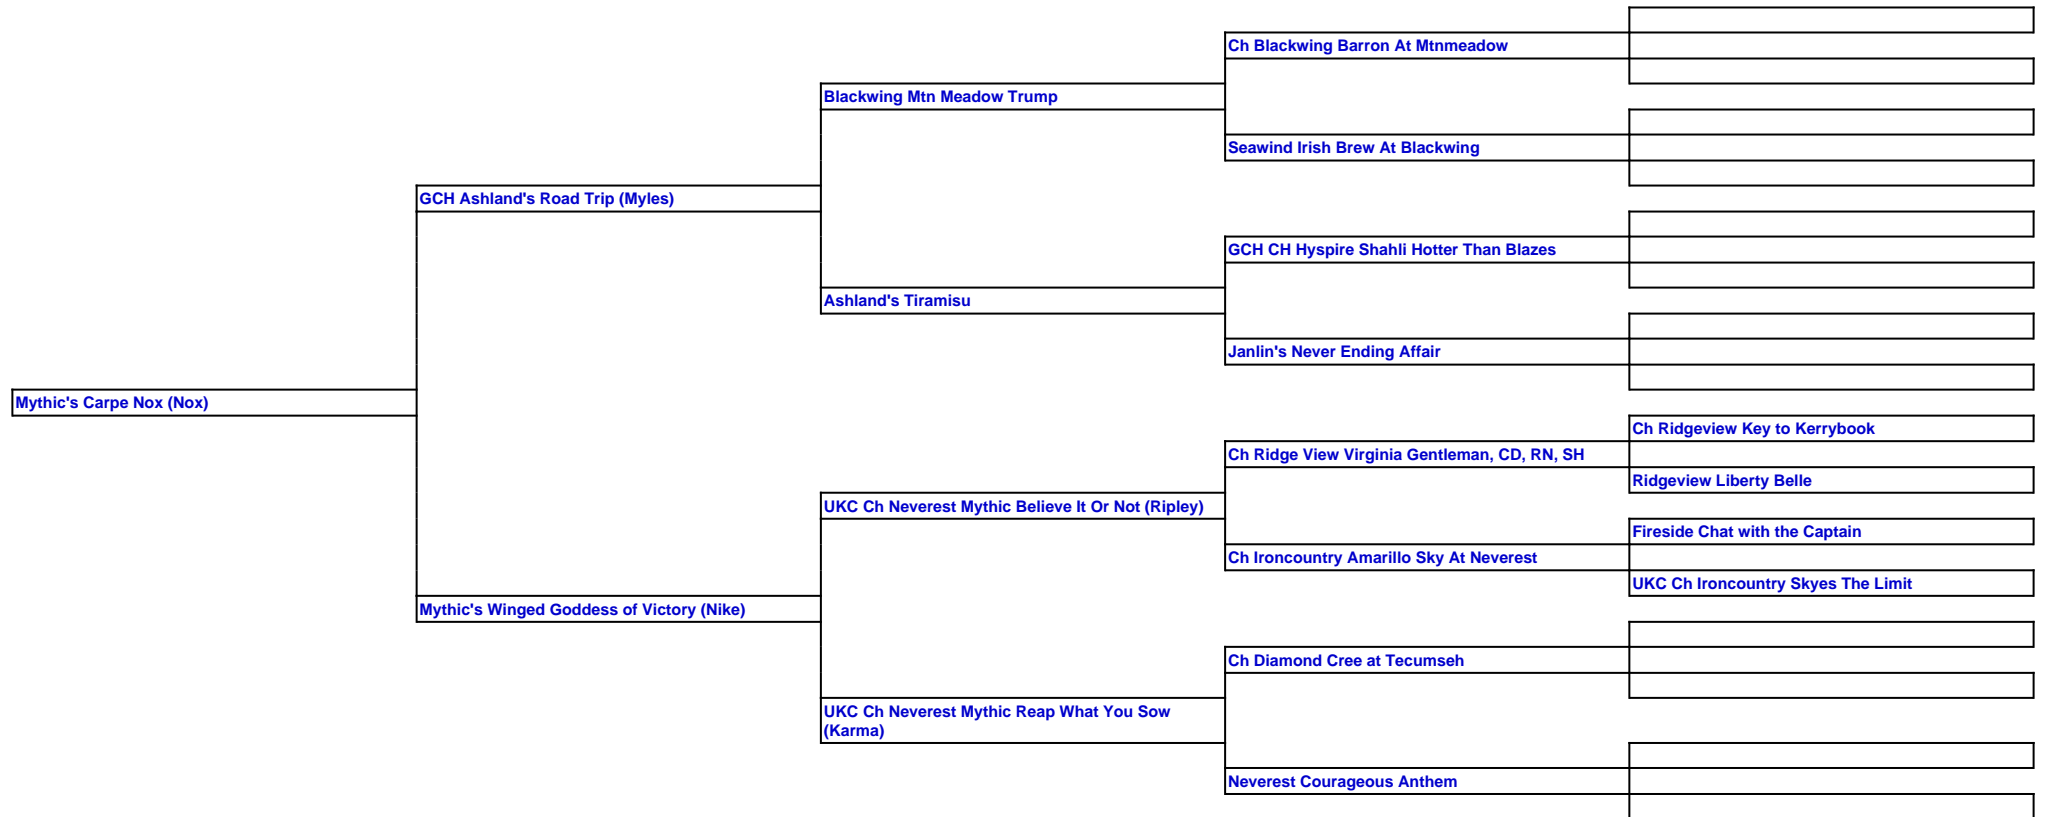 Ch Blackwing Barron At Mtnmeadow
Blackwing Mtn Meadow Trump
Seawind Irish Brew At Blackwing
GCH Ashland's Road Trip (Myles)
GCH CH Hyspire Shahli Hotter Than Blazes
Ashland's Tiramisu
Janlin's Never Ending Affair
Mythic's Carpe Nox (Nox)
Ch Ridgeview Key to Kerrybook
Ch Ridge View Virginia Gentleman, CD, RN, SH
Ridgeview Liberty Belle
UKC Ch Neverest Mythic Believe It Or Not (Ripley)
Fireside Chat with the Captain
Ch Ironcountry Amarillo Sky At Neverest
UKC Ch Ironcountry Skyes The Limit
Mythic's Winged Goddess of Victory (Nike)
Ch Diamond Cree at Tecumseh
UKC Ch Neverest Mythic Reap What You Sow
(Karma)
Neverest Courageous Anthem